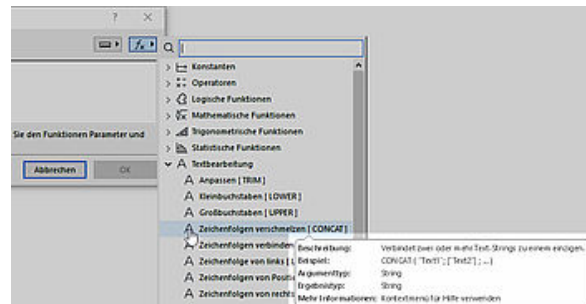 ?
fx
Konstanten
Operatoren
Logische Funktionen
Mathematische Funktionen
Trigonometrische Funktionen
Statistische Funktionen
Textbearbeitung
Anpassen [ TRIM ]
Kleinbuchstaben [ LOWER ]
Großbuchstaben [ UPPER ]
Zeichenfolgen verschmelzen [ CONCAT ]
Zeichenfolgen verbinden
Zeichenfolge von links [ L
Zeichenfolgen von Positi
Zeichenfolgen von rechts
Sie den Funktionen Parameter und
Abbrechen
OK
Beschreibung: Verbindet zwei oder mehr Text-Strings zu einem einzigen.
Beispiel: CONCAT ( "Text1"; ["Text2"] ; ...)
Argumenttyp: String
Ergebnistyp: String
Mehr Informationen: Kontextmenü für Hilfe verwenden